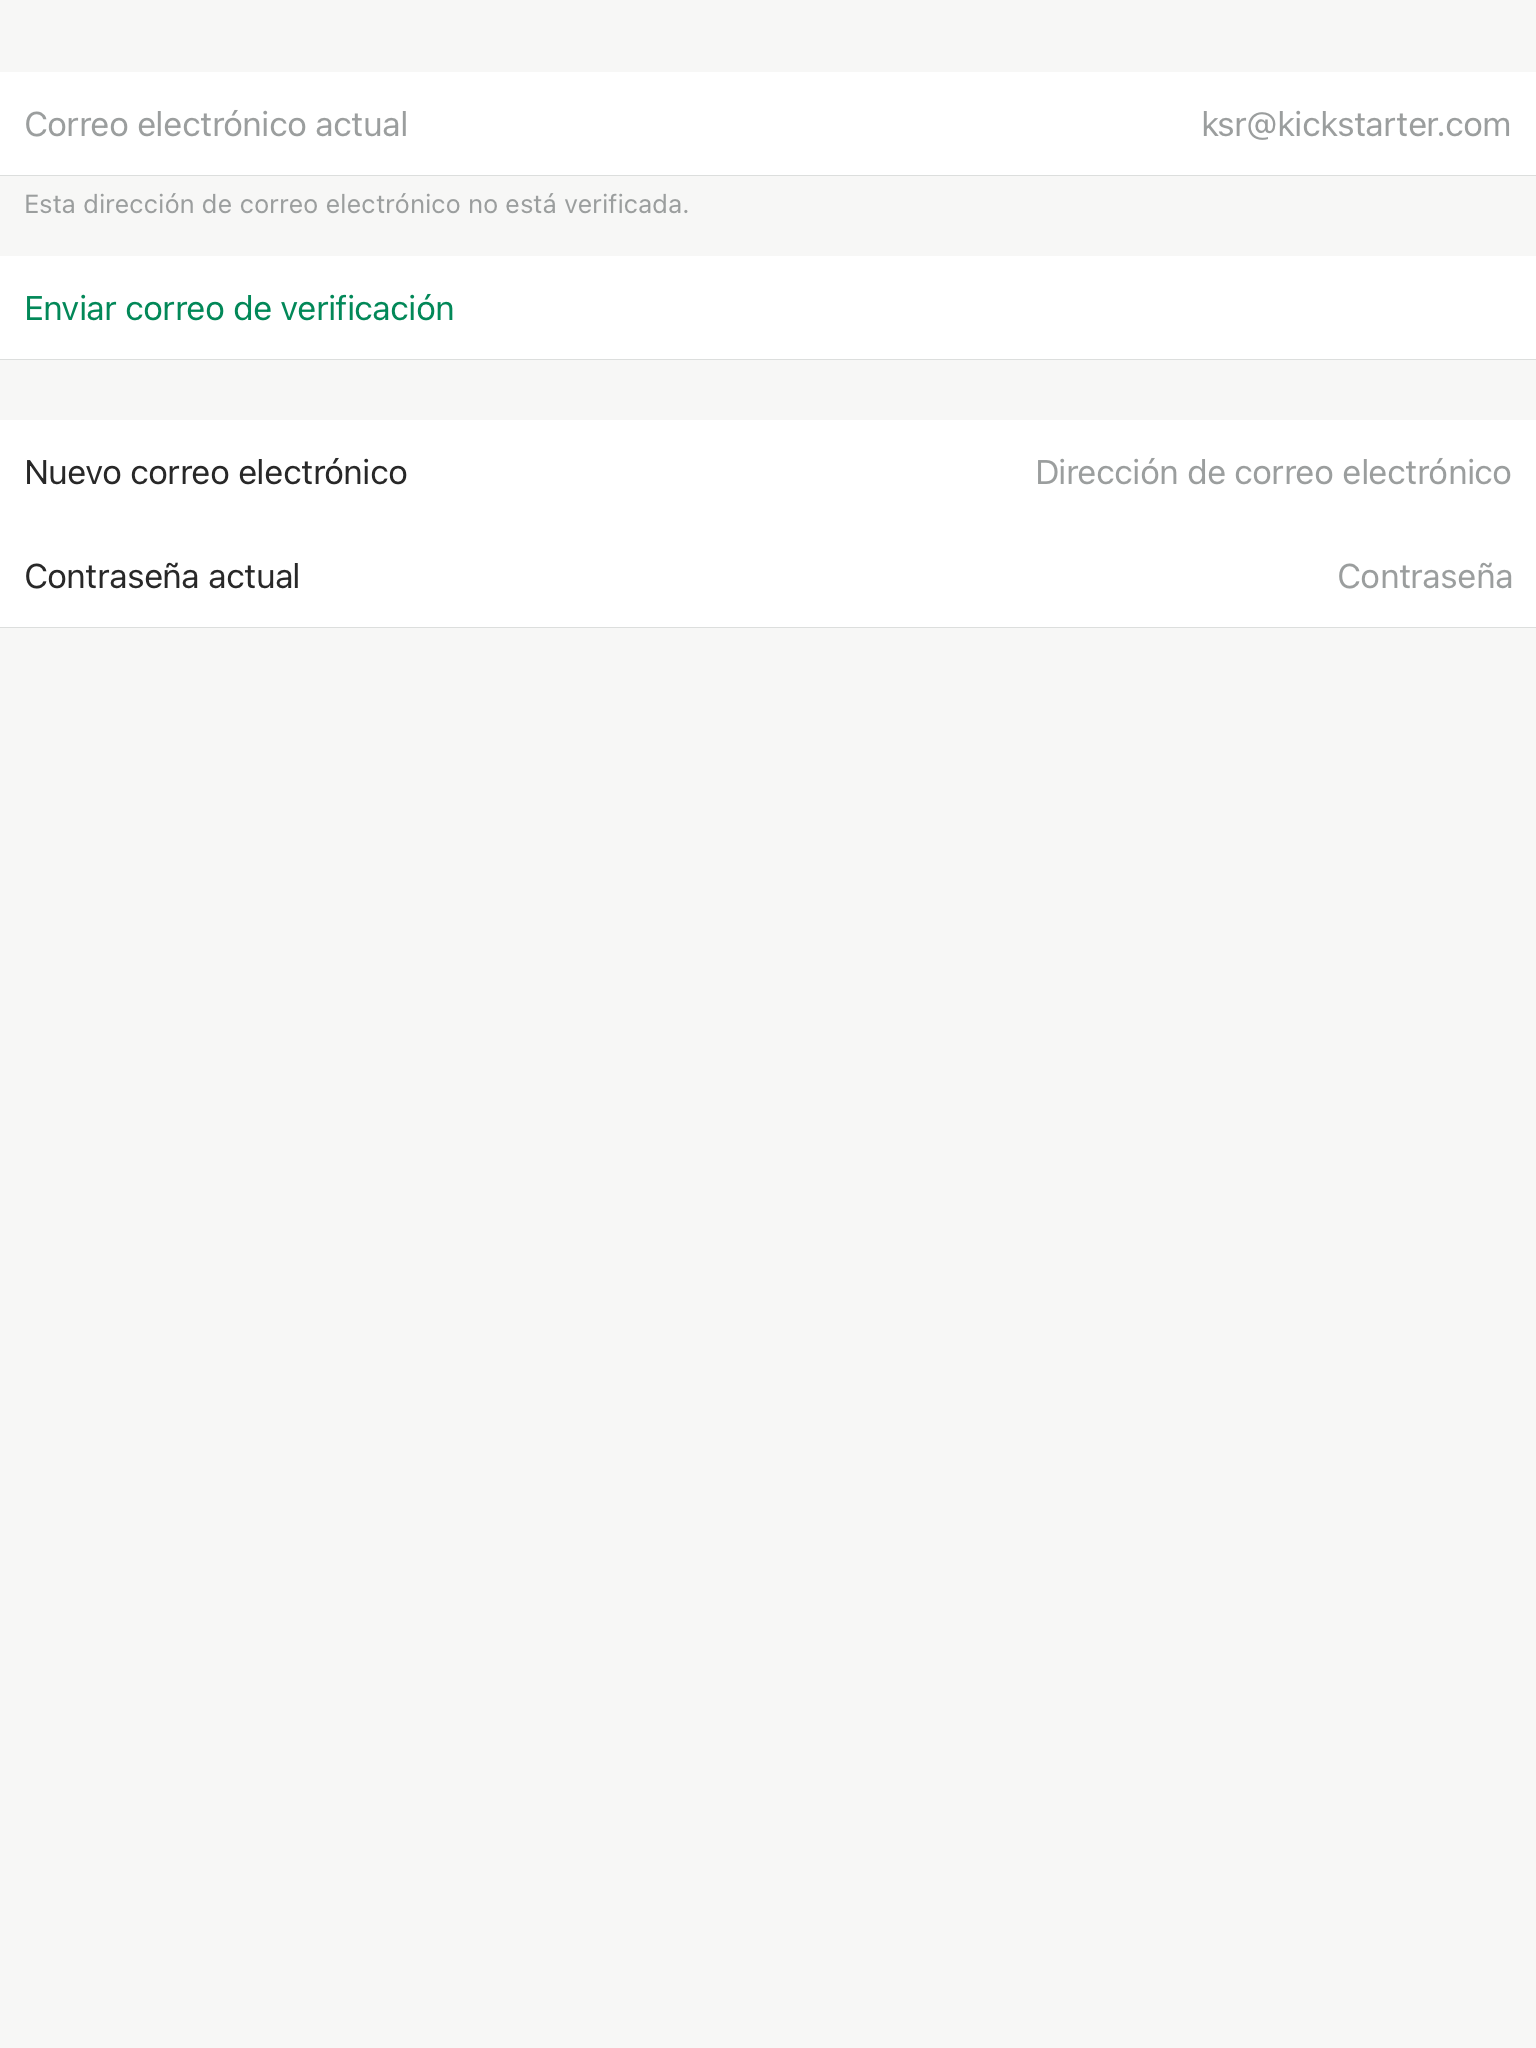 Correo electrónico actual ksr@kickstarter.com
Esta dirección de correo electrónico no está verificada.
Enviar correo de verificación
Nuevo correo electrónico Dirección de correo electrónico
Contraseña actual Contraseña